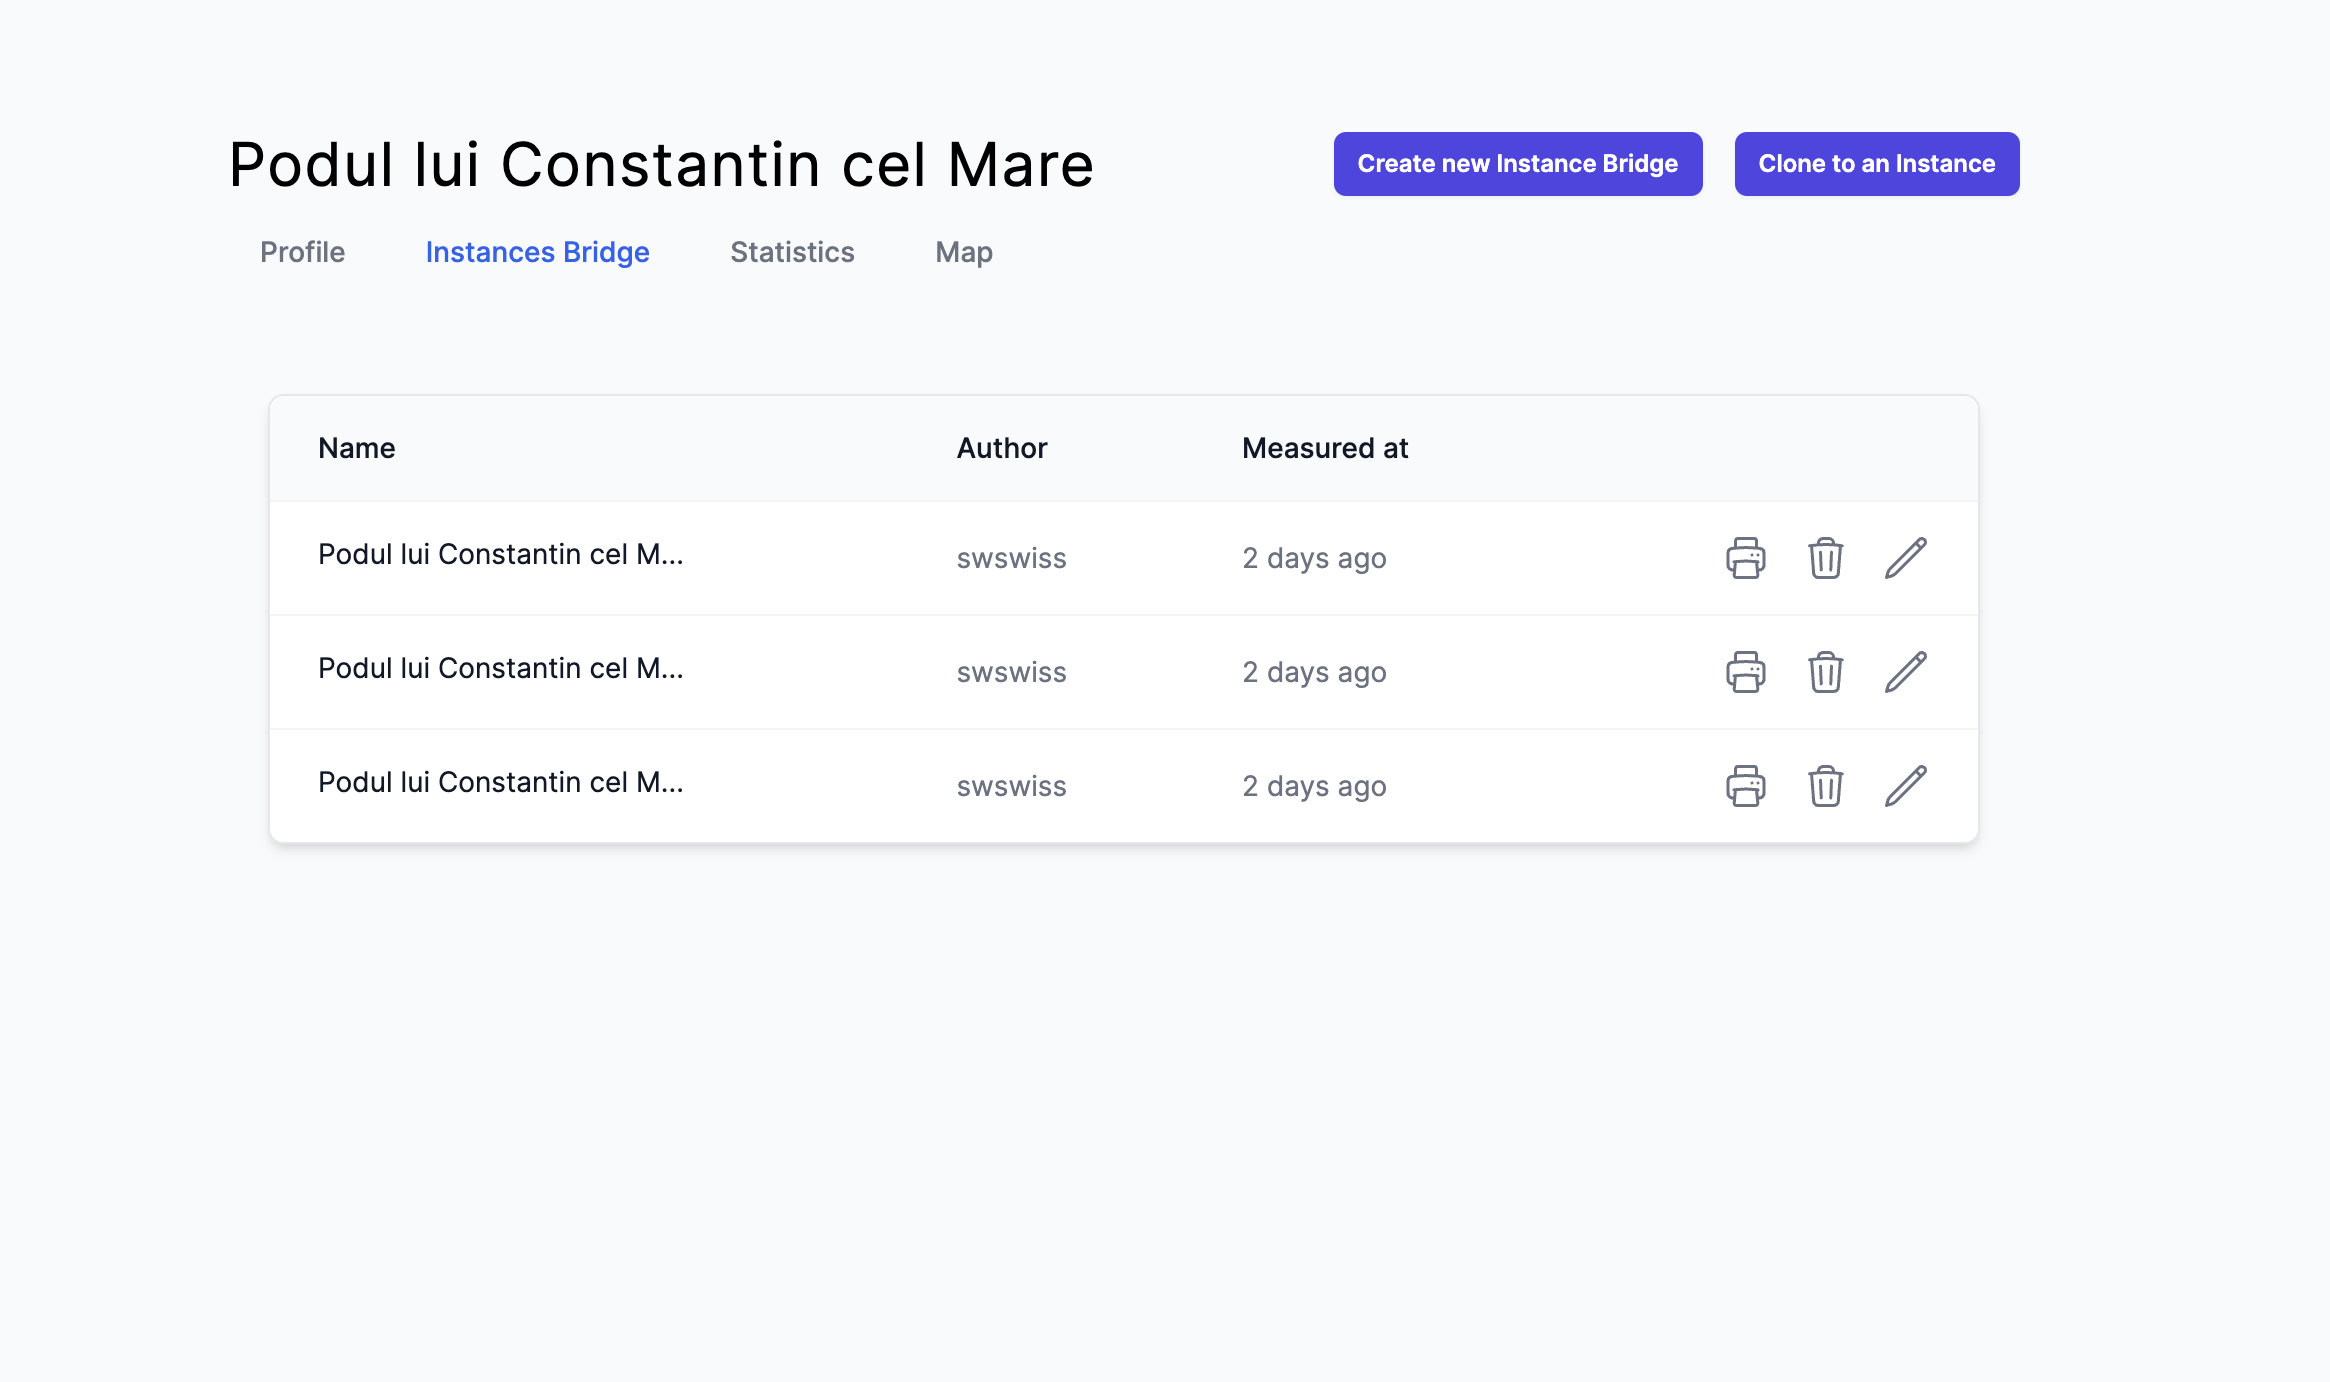 Podul lui Constantin cel Mare
Create new Instance Bridge
Clone to an Instance
Profile
Instances Bridge
Statistics
Map
Name
Author
Measured at
Podul lui Constantin cel M...
swswiss
2 days ago
Podul lui Constantin cel M...
swswiss
2 days ago
Podul lui Constantin cel M...
swswiss
2 days ago